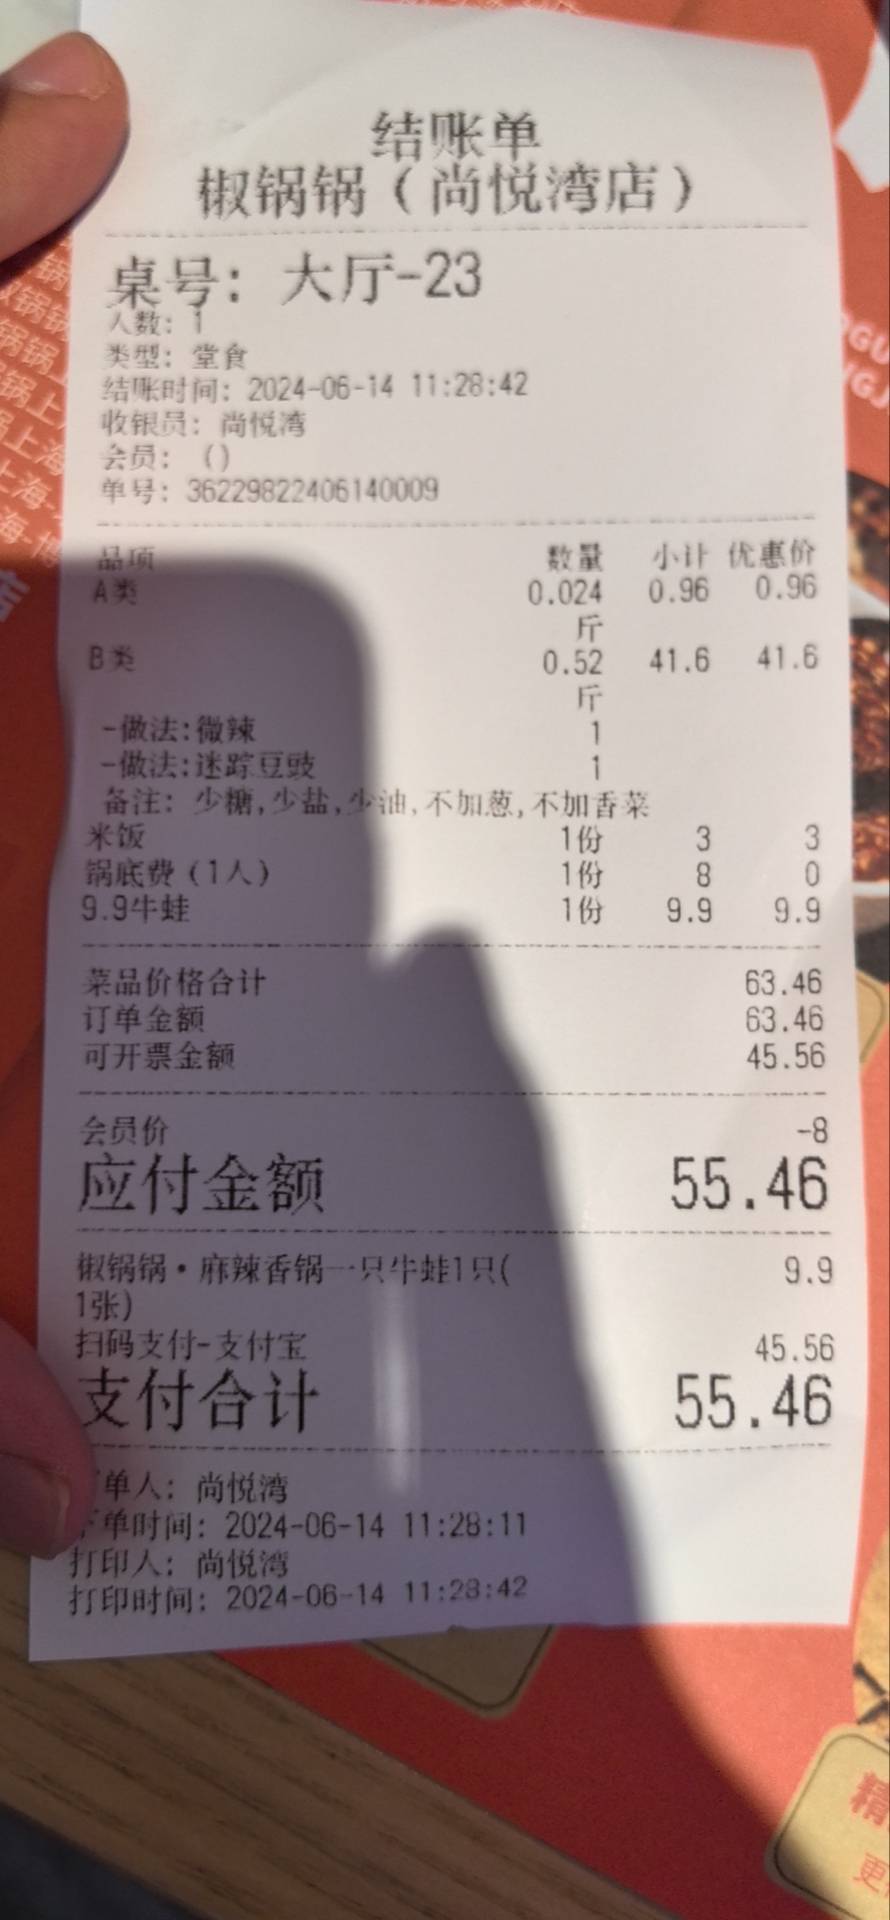 结账单
椒锅锅（尚悦湾店）
桌号：大厅-23
人数：1
类型：堂食
结账时间：2024-06-14 11:28:42
收银员：尚悦湾
会员：()
单号：36229822406140009
品项 数量 小计 优惠价
A类 0.024 0.96 0.96
斤
B类 0.52 41.6 41.6
斤
-做法:微辣 1
-做法:迷踪豆豉 1
备注：少糖,少盐,少油,不加葱,不加香菜
米饭 1份 3 3
锅底费（1人） 1份 8 0
9.9牛蛙 1份 9.9 9.9
菜品价格合计 63.46
订单金额 63.46
可开票金额 45.56
会员价 -8
应付金额 55.46
椒锅锅·麻辣香锅一只牛蛙1只( 9.9
1张)
扫码支付-支付宝 45.56
支付合计 55.46
下单人：尚悦湾
下单时间：2024-06-14 11:28:11
打印人：尚悦湾
打印时间：2024-06-14 11:28:42
精
更